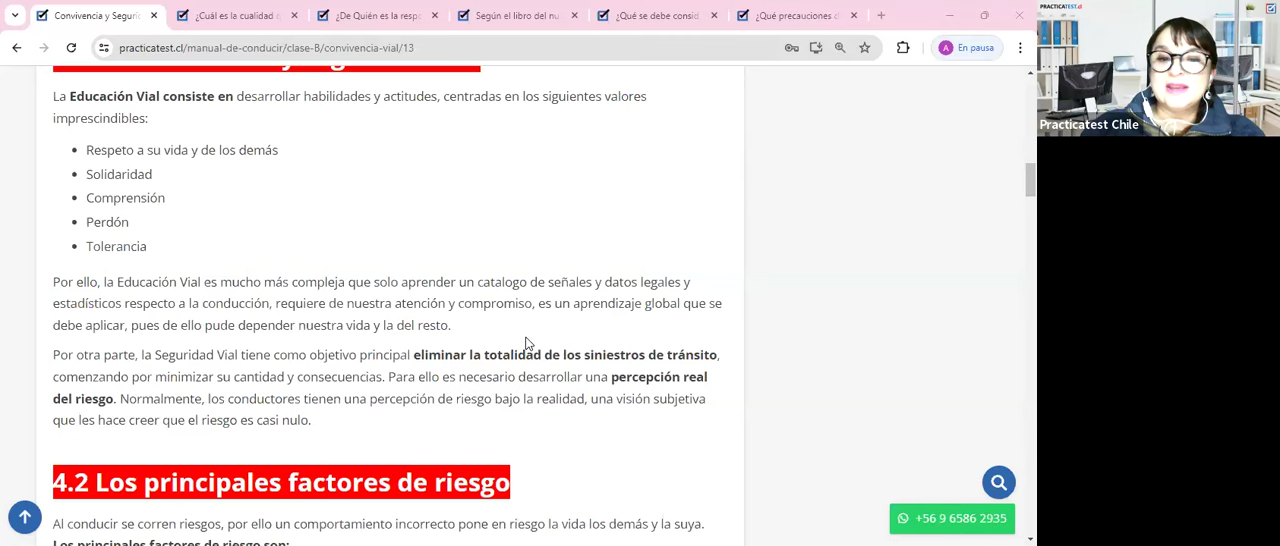 Convivencia y Seguri
¿Cuál es la cualidad
¿De Quién es la resp
Según el libro del nu
¿Qué se debe consid
¿Qué precauciones d
practicatest.cl/manual-de-conducir/clase-B/convivencia-vial/13
A
En pausa
PRACTICATEST.cl
Practicatest Chile
La Educación Vial consiste en desarrollar habilidades y actitudes, centradas en los siguientes valores
imprescindibles:
• Respeto a su vida y de los demás
• Solidaridad
• Comprensión
• Perdón
• Tolerancia
Por ello, la Educación Vial es mucho más compleja que solo aprender un catalogo de señales y datos legales y
estadísticos respecto a la conducción, requiere de nuestra atención y compromiso, es un aprendizaje global que se
debe aplicar, pues de ello pude depender nuestra vida y la del resto.
Por otra parte, la Seguridad Vial tiene como objetivo principal eliminar la totalidad de los siniestros de tránsito,
comenzando por minimizar su cantidad y consecuencias. Para ello es necesario desarrollar una percepción real
del riesgo. Normalmente, los conductores tienen una percepción de riesgo bajo la realidad, una visión subjetiva
que les hace creer que el riesgo es casi nulo.
4.2 Los principales factores de riesgo
Al conducir se corren riesgos, por ello un comportamiento incorrecto pone en riesgo la vida los demás y la suya.
Los principales factores de riesgo son:
+56 9 6586 2935